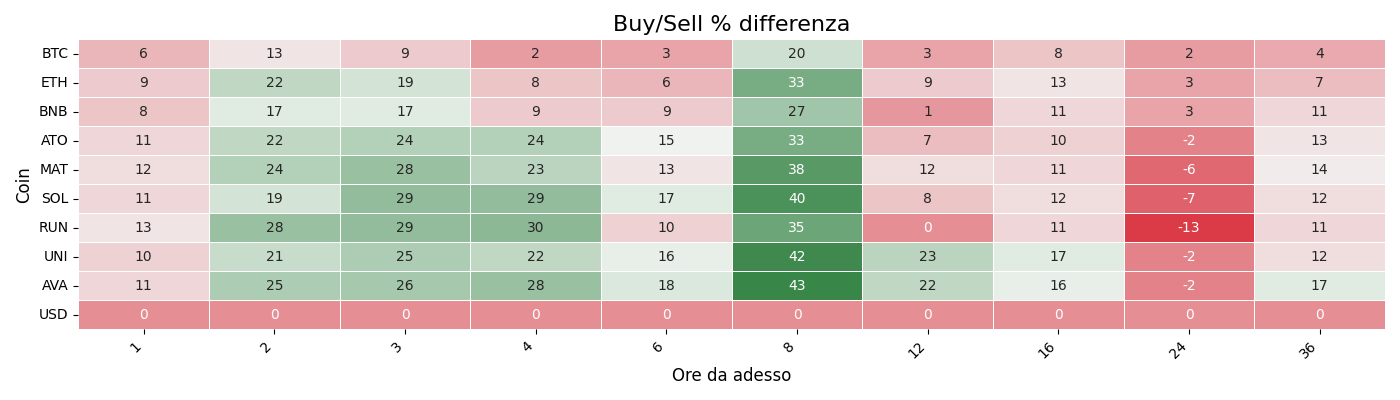 Buy/Sell % differenza
BTC 6 13 9 2 3 20 3 8 2 4
ETH 9 22 19 8 6 33 9 13 3 7
BNB 8 17 17 9 9 27 1 11 3 11
ATO 11 22 24 24 15 33 7 10 -2 13
MAT 12 24 28 23 13 38 12 11 -6 14
SOL 11 19 29 29 17 40 8 12 -7 12
RUN 13 28 29 30 10 35 0 11 -13 11
UNI 10 21 25 22 16 42 23 17 -2 12
AVA 11 25 26 28 18 43 22 16 -2 17
USD 0 0 0 0 0 0 0 0 0 0
Coin
1 2 3 4 6 8 12 16 24 36
Ore da adesso